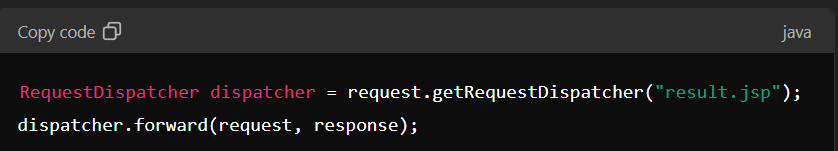 Copy code java
RequestDispatcher dispatcher = request.getRequestDispatcher("result.jsp");
dispatcher.forward(request, response);